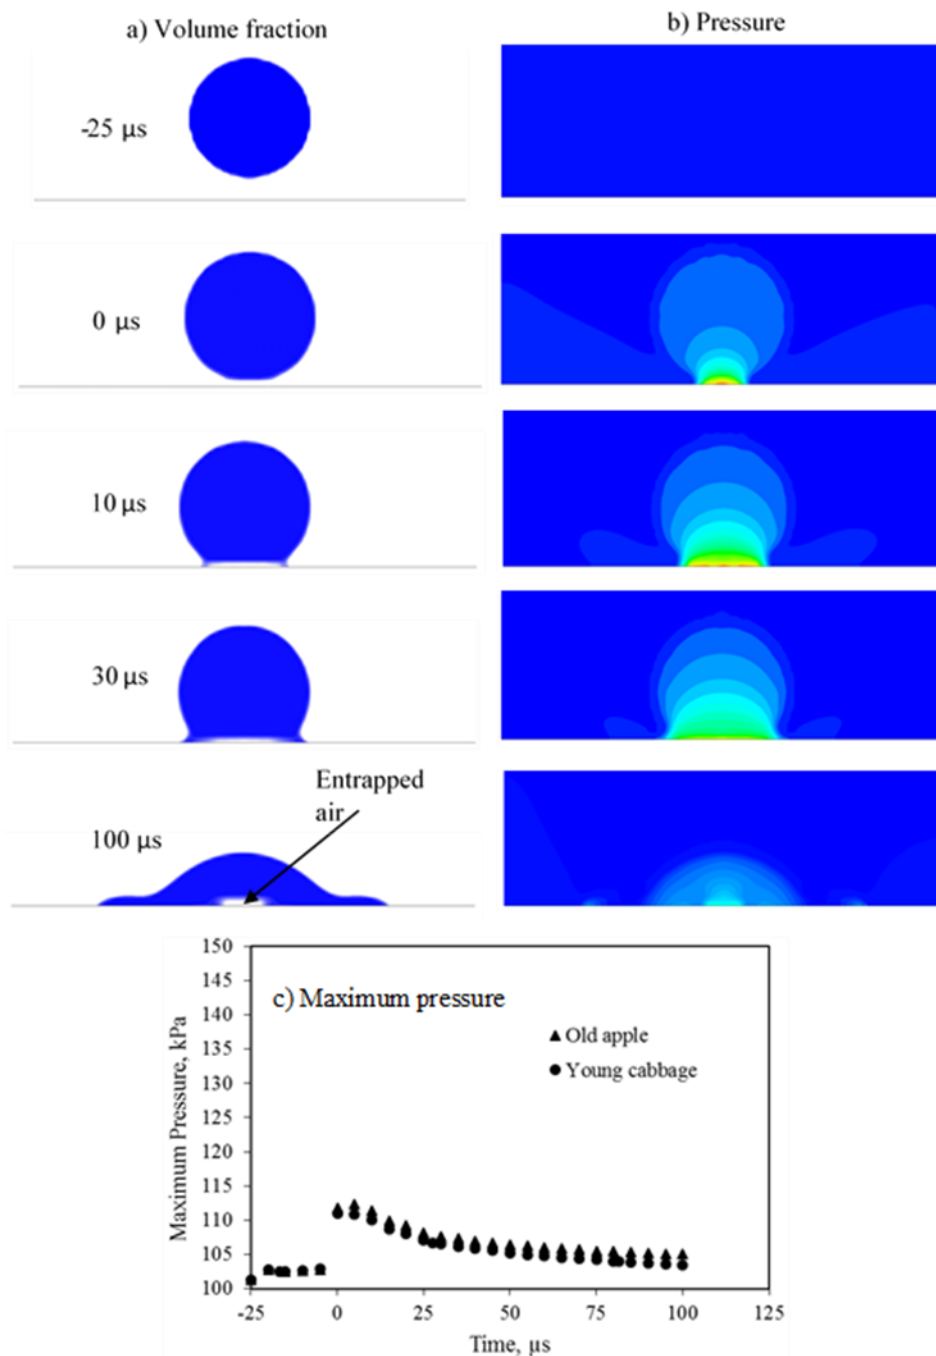 a) Volume fraction
b) Pressure
-25 µs
0 µs
10 µs
30 µs
100 µs
Entrapped
air
c) Maximum pressure
Old apple
Young cabbage
Maximum Pressure, kPa
150
145
140
135
130
125
120
115
110
105
100
-25 0 25 50 75 100 125
Time, µs